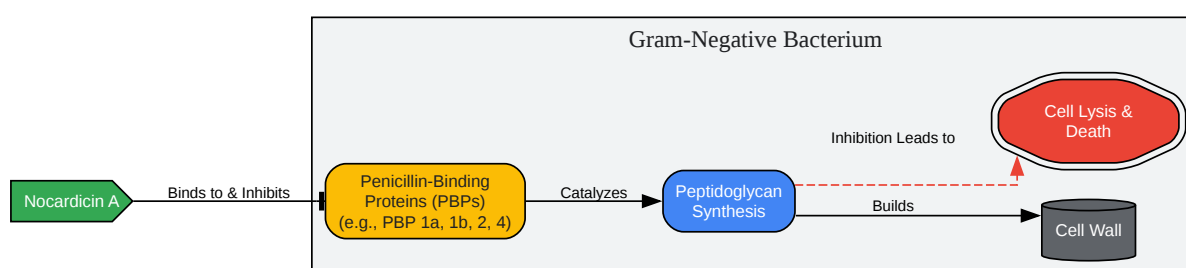 Gram-Negative Bacterium
Nocardicin A
Binds to & Inhibits
Penicillin-Binding
Proteins (PBPs)
(e.g., PBP 1a, 1b, 2, 4)
Catalyzes
Peptidoglycan
Synthesis
Inhibition Leads to
Cell Lysis &
Death
Builds
Cell Wall